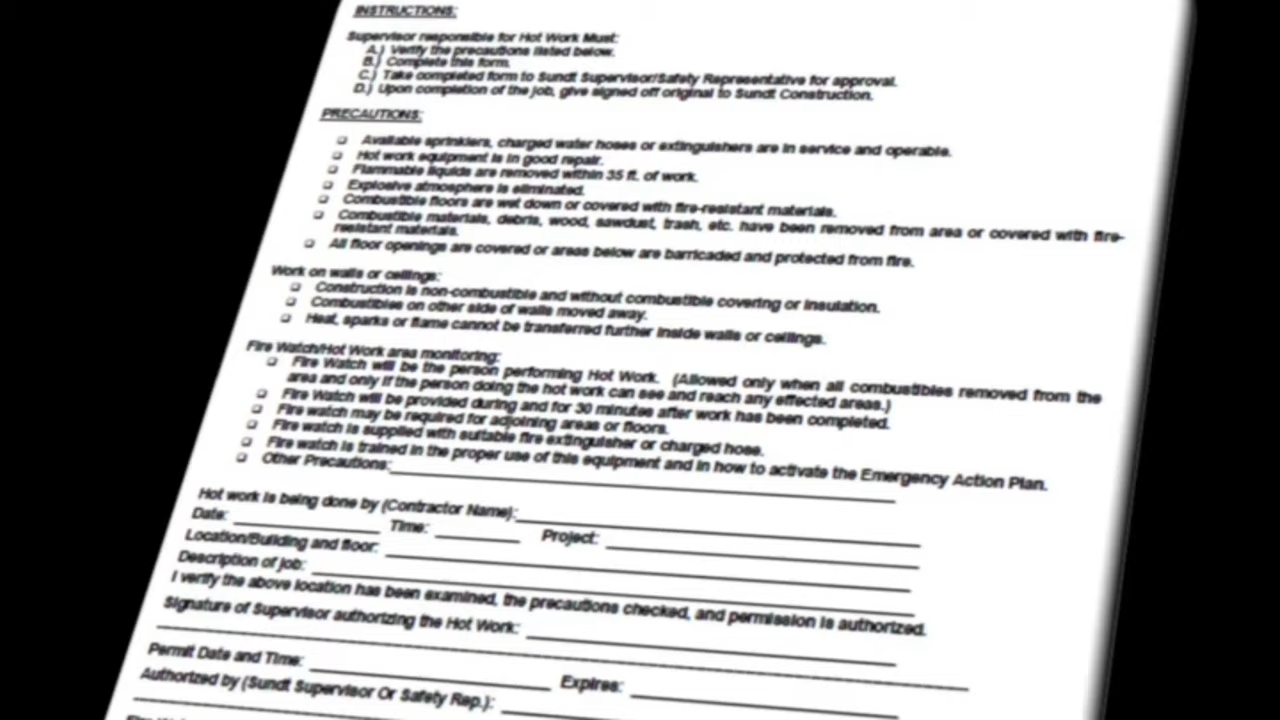 INSTRUCTIONS:
Supervisor responsible for Hot Work Must:
A.) Verify the precautions listed below.
B.) Complete this form.
C.) Take completed form to Sundt Supervisor/Safety Representative for approval.
D.) Upon completion of the job, give signed off original to Sundt Construction.
PRECAUTIONS:
❑ Available sprinklers, charged water hoses or extinguishers are in service and operable.
❑ Hot work equipment is in good repair.
❑ Flammable liquids are removed within 35 ft. of work.
❑ Explosive atmosphere is eliminated.
❑ Combustible floors are wet down or covered with fire-resistant materials.
❑ Combustible materials, debris, wood, sawdust, trash, etc. have been removed from area or covered with fire-
resistant materials.
❑ All floor openings are covered or areas below are barricaded and protected from fire.
Work on walls or ceilings:
❑ Construction is non-combustible and without combustible covering or insulation.
❑ Combustibles on other side of walls moved away.
❑ Heat, sparks or flame cannot be transferred further inside walls or ceilings.
Fire Watch/Hot Work area monitoring:
❑ Fire Watch will be the person performing Hot Work. (Allowed only when all combustibles removed from the
area and only if the person doing the hot work can see and reach any effected areas.)
❑ Fire Watch will be provided during and for 30 minutes after work has been completed.
❑ Fire watch may be required for adjoining areas or floors.
❑ Fire watch is supplied with suitable fire extinguisher or charged hose.
❑ Fire watch is trained in the proper use of this equipment and in how to activate the Emergency Action Plan.
❑ Other Precautions:
Hot work is being done by (Contractor Name):
Date: Time: Project:
Location/Building and floor:
Description of job:
I verify the above location has been examined, the precautions checked, and permission is authorized.
Signature of Supervisor authorizing the Hot Work:
Permit Date and Time: Expires:
Authorized by (Sundt Supervisor Or Safety Rep.):